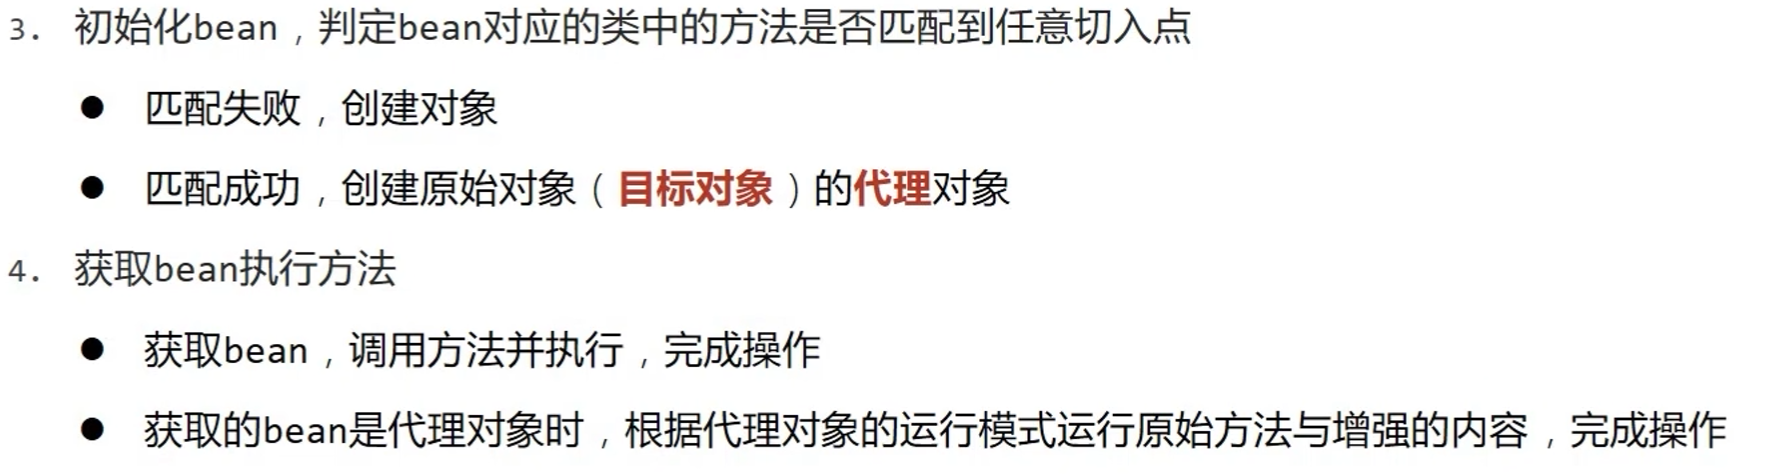 3. 初始化bean，判定bean对应的类中的方法是否匹配到任意切入点
● 匹配失败，创建对象
● 匹配成功，创建原始对象（目标对象）的代理对象
4. 获取bean执行方法
● 获取bean，调用方法并执行，完成操作
● 获取的bean是代理对象时，根据代理对象的运行模式运行原始方法与增强的内容，完成操作